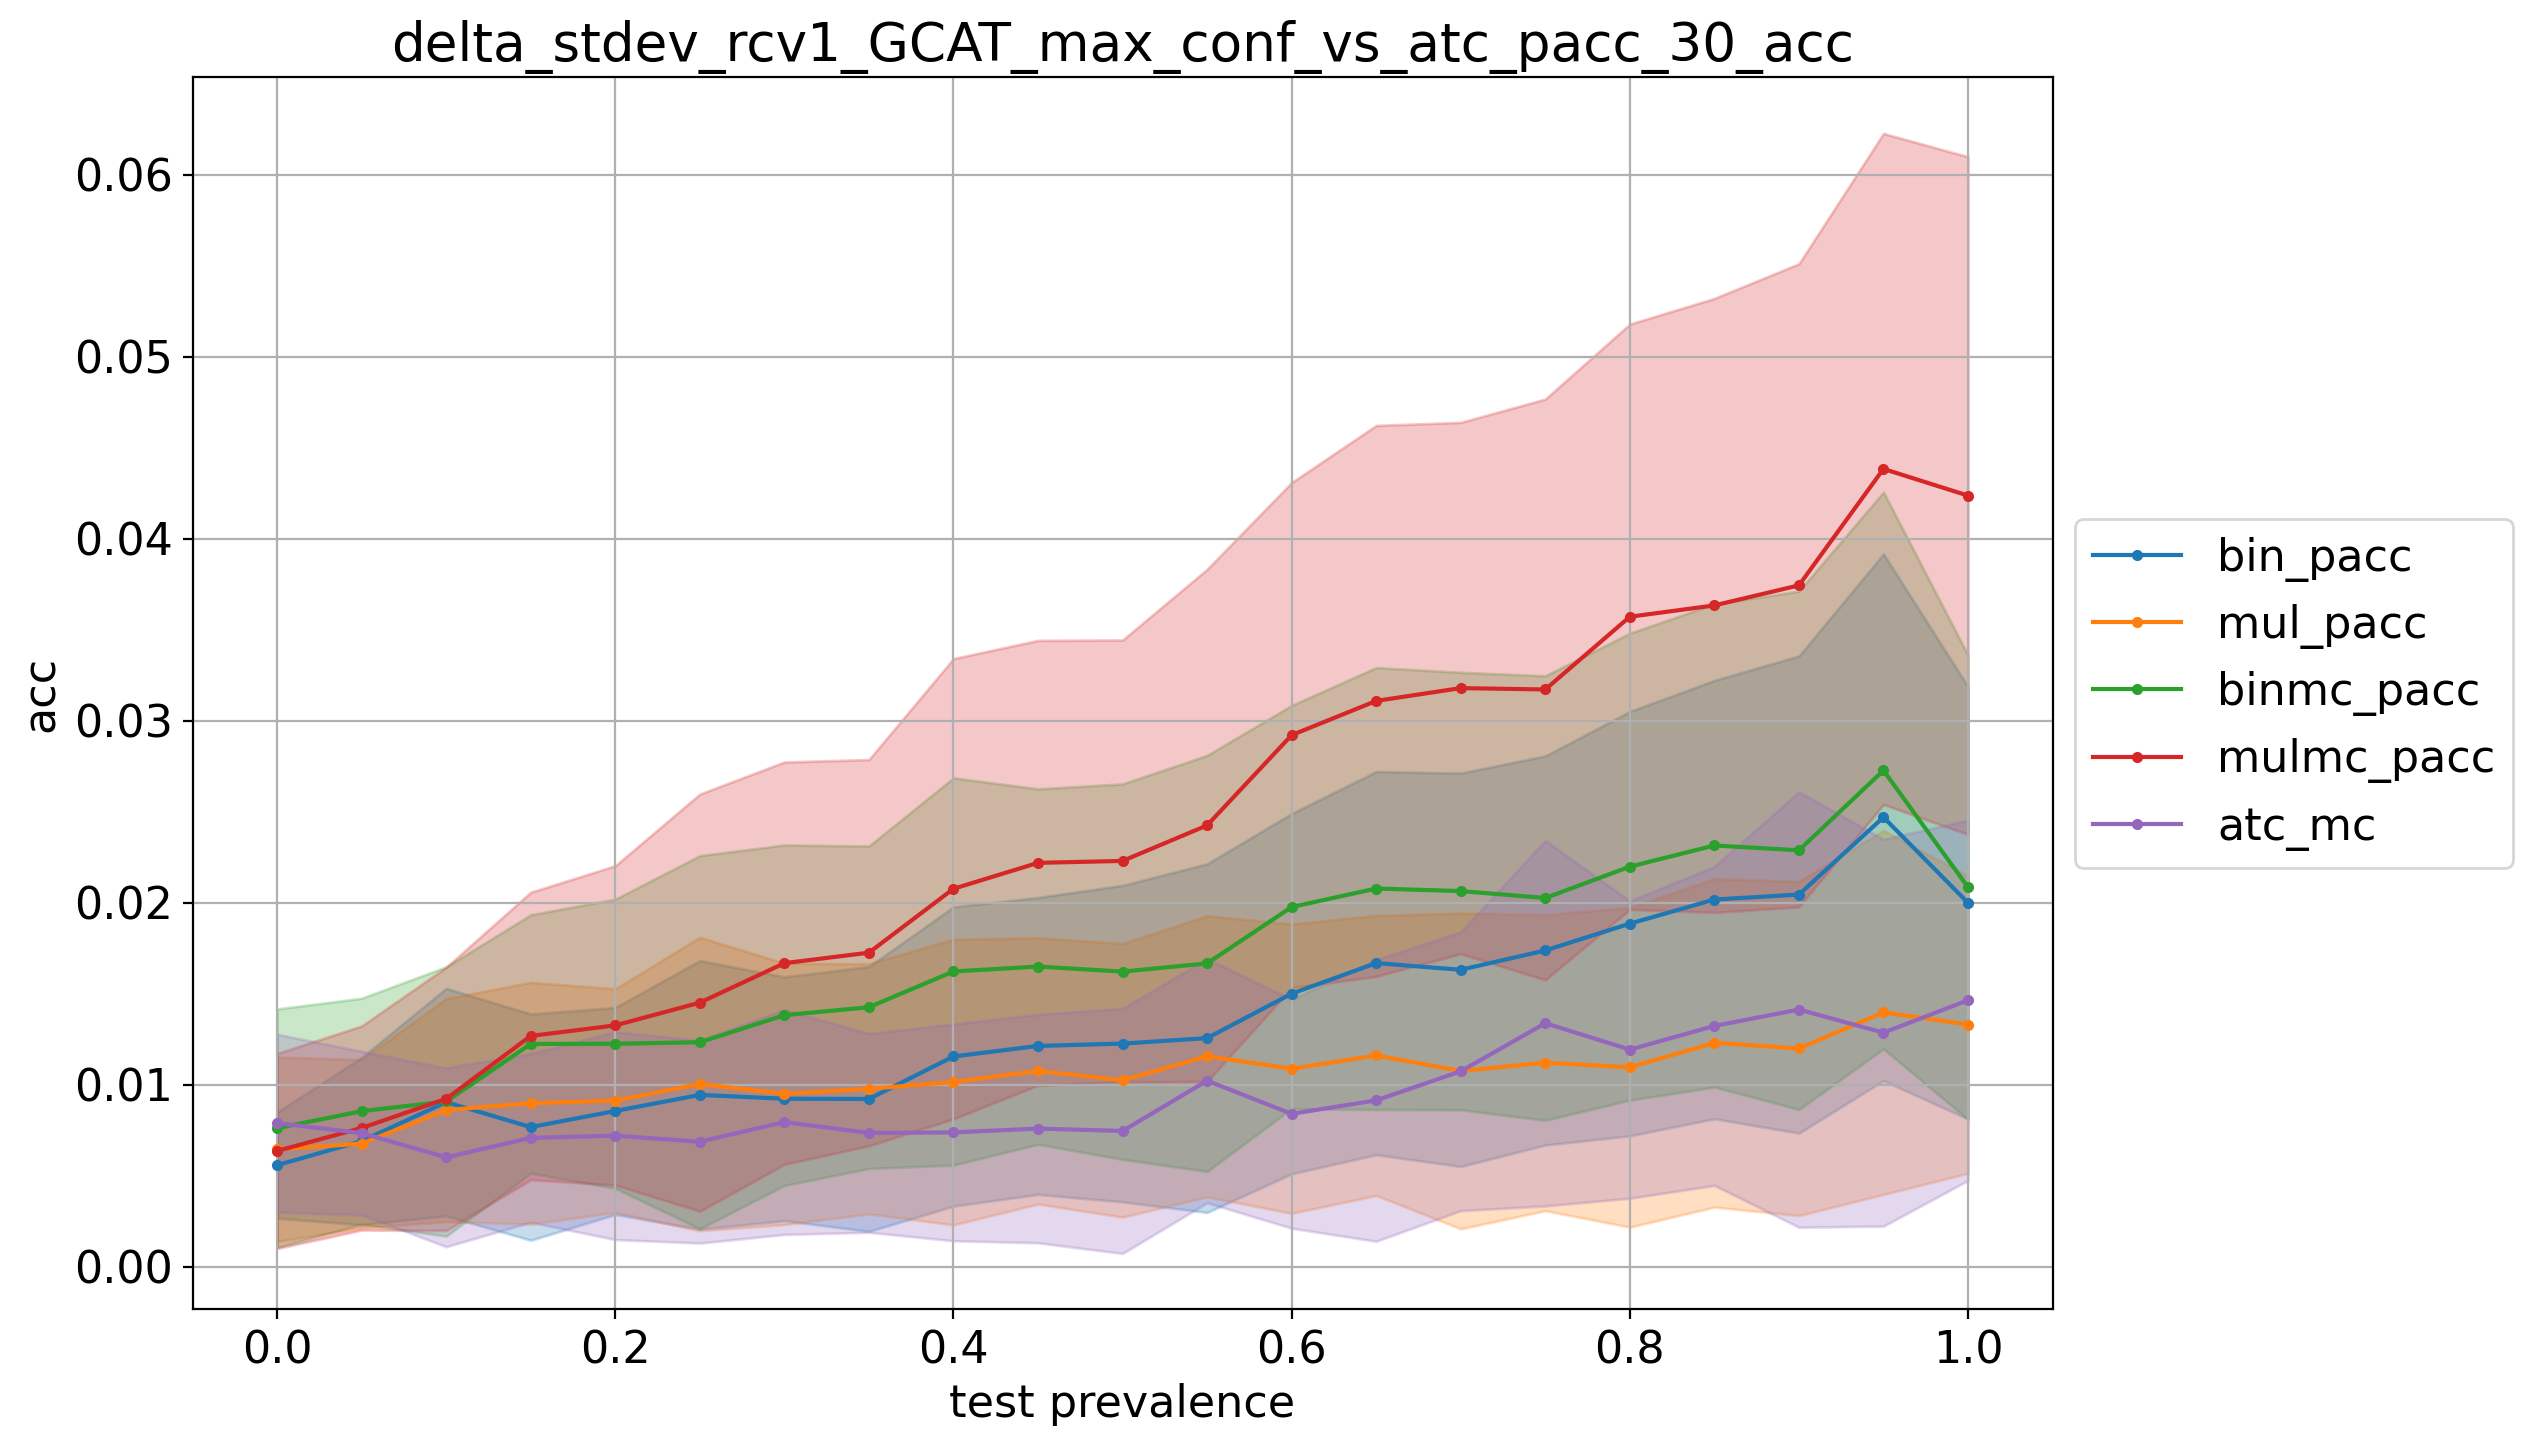 delta_stdev_rcv1_GCAT_max_conf_vs_atc_pacc_30_acc
0.06
0.05
0.04
0.03
0.02
0.01
0.00
acc
0.0 0.2 0.4 0.6 0.8 1.0
test prevalence
bin_pacc
mul_pacc
binmc_pacc
mulmc_pacc
atc_mc